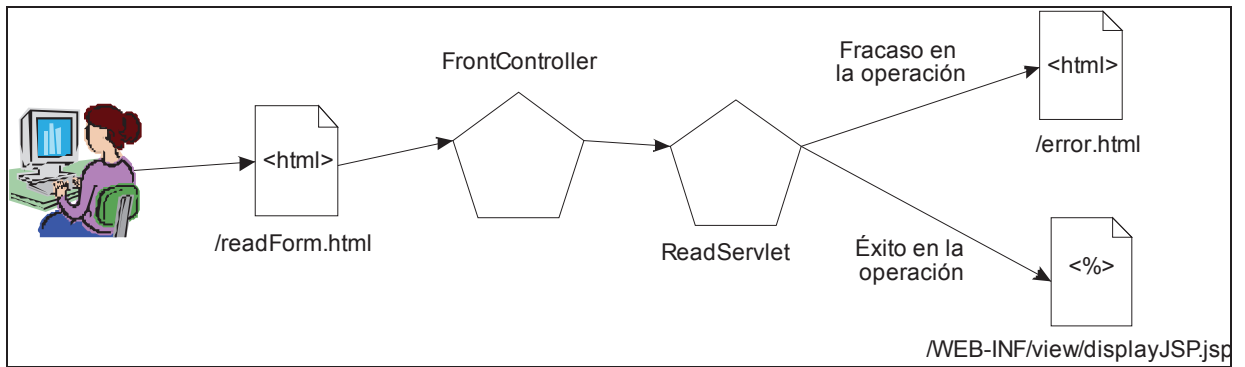 <html>
/readForm.html
FrontController
ReadServlet
Fracaso en
la operación
<html>
/error.html
Éxito en la
operación
<%>
/WEB-INF/view/displayJSP.jsp